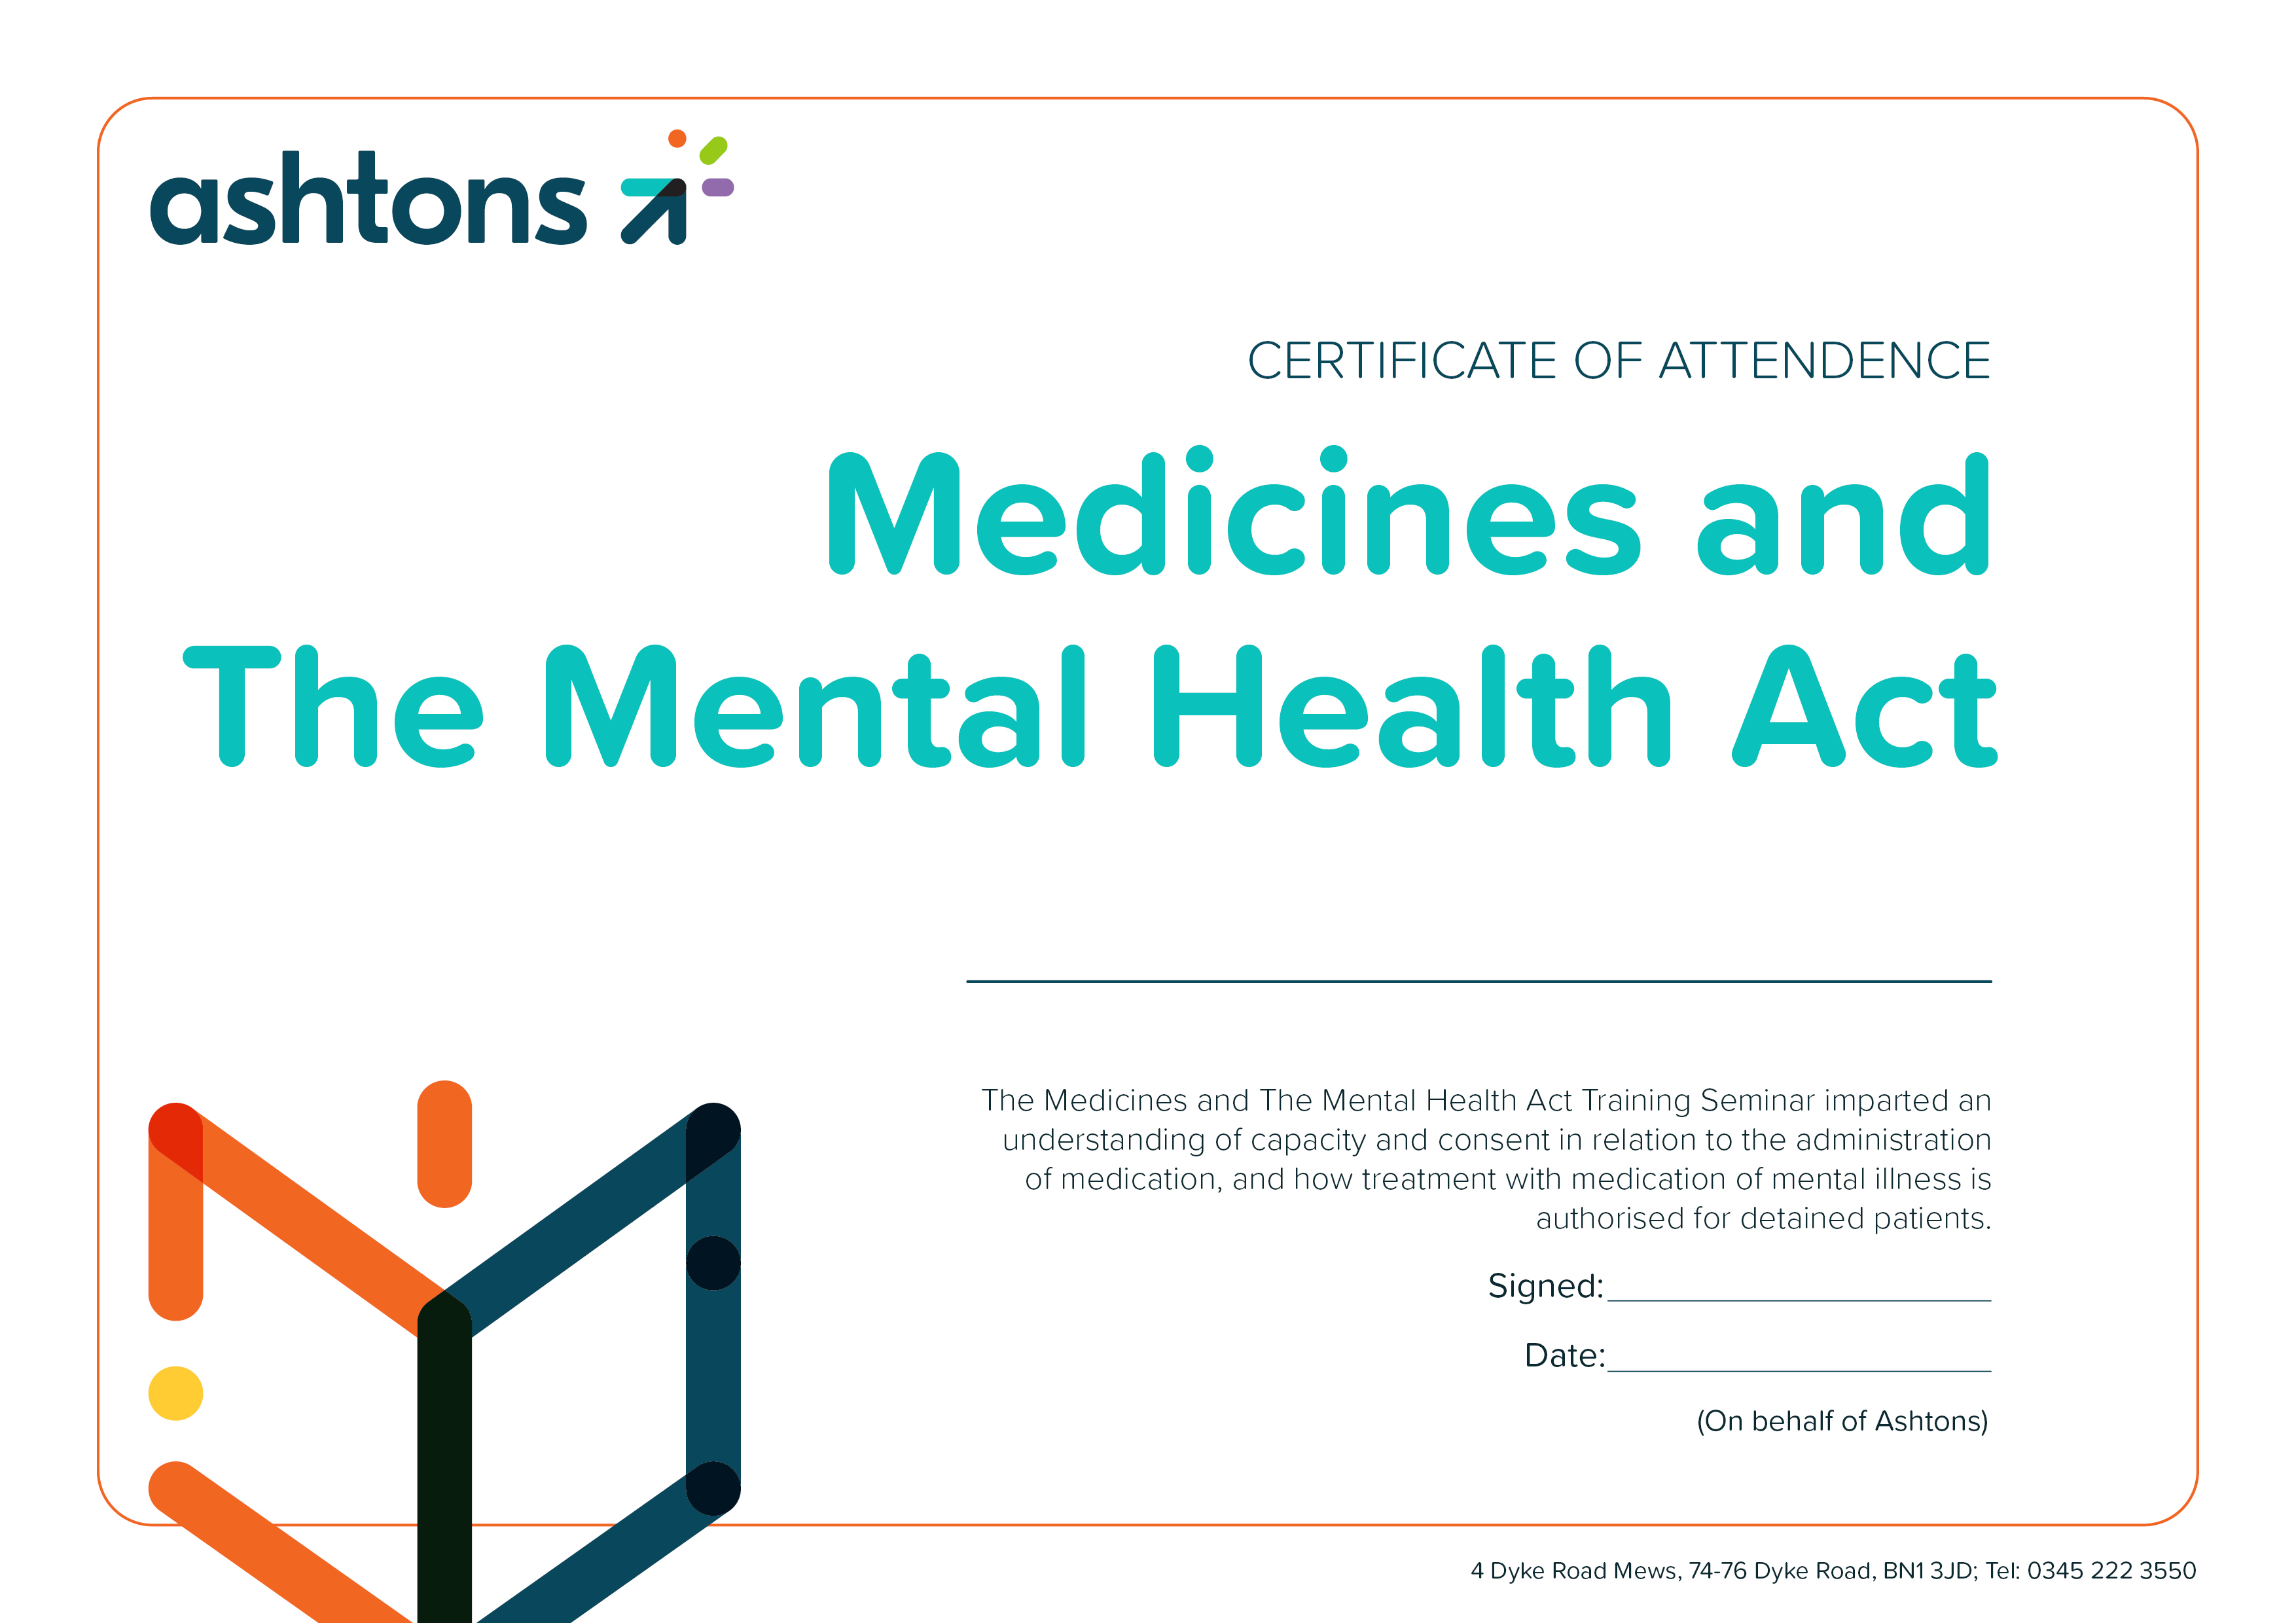 ashtons
CERTIFICATE OF ATTENDENCE
Medicines and
The Mental Health Act
The Medicines and The Mental Health Act Training Seminar imparted an
understanding of capacity and consent in relation to the administration
of medication, and how treatment with medication of mental illness is
authorised for detained patients.
Signed:
Date:
(On behalf of Ashtons)
4 Dyke Road Mews, 74-76 Dyke Road, BN1 3JD; Tel: 0345 222 3550